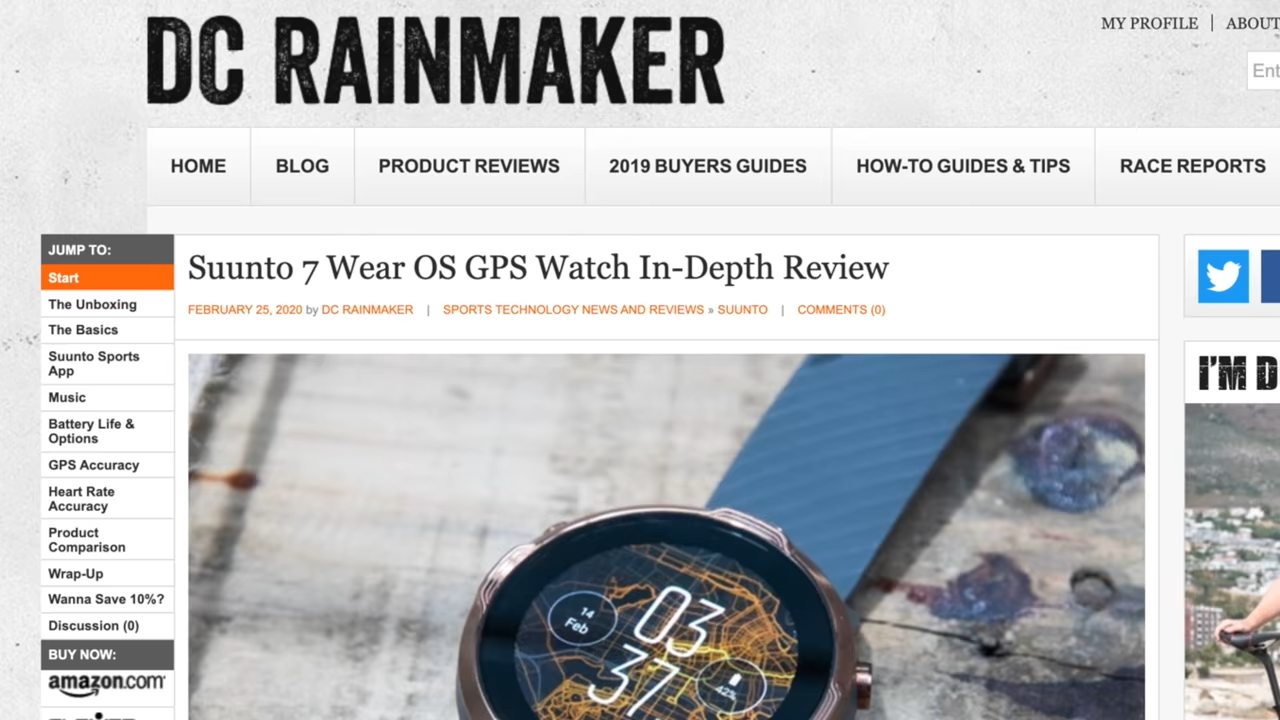 DC RAINMAKER
MY PROFILE | ABOUT
Ent
HOME
BLOG
PRODUCT REVIEWS
2019 BUYERS GUIDES
HOW-TO GUIDES & TIPS
RACE REPORTS
JUMP TO:
Start
The Unboxing
The Basics
Suunto Sports
App
Music
Battery Life &
Options
GPS Accuracy
Heart Rate
Accuracy
Product
Comparison
Wrap-Up
Wanna Save 10%?
Discussion (0)
BUY NOW:
amazon.com
Suunto 7 Wear OS GPS Watch In-Depth Review
FEBRUARY 25, 2020 by DC RAINMAKER | SPORTS TECHNOLOGY NEWS AND REVIEWS » SUUNTO | COMMENTS (0)
14
Feb
03
37
42%
I'M D